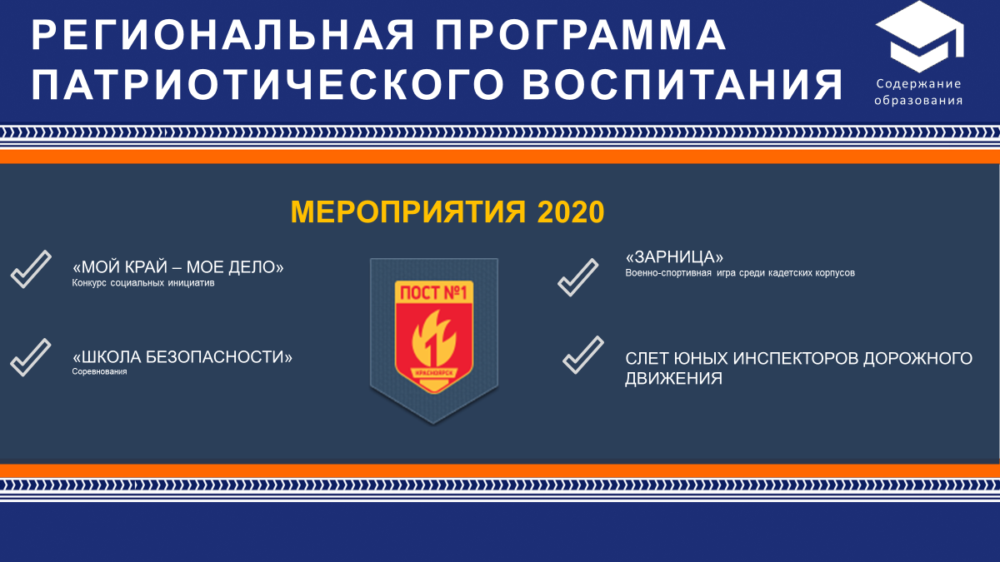 РЕГИОНАЛЬНАЯ ПРОГРАММА
ПАТРИОТИЧЕСКОГО ВОСПИТАНИЯ
Содержание
образования
МЕРОПРИЯТИЯ 2020
«МОЙ КРАЙ – МОЕ ДЕЛО»
Конкурс социальных инициатив
«ШКОЛА БЕЗОПАСНОСТИ»
Соревнования
ПОСТ №1
1
КРАСНОЯРСК
«ЗАРНИЦА»
Военно-спортивная игра среди кадетских корпусов
СЛЕТ ЮНЫХ ИНСПЕКТОРОВ ДОРОЖНОГО
ДВИЖЕНИЯ